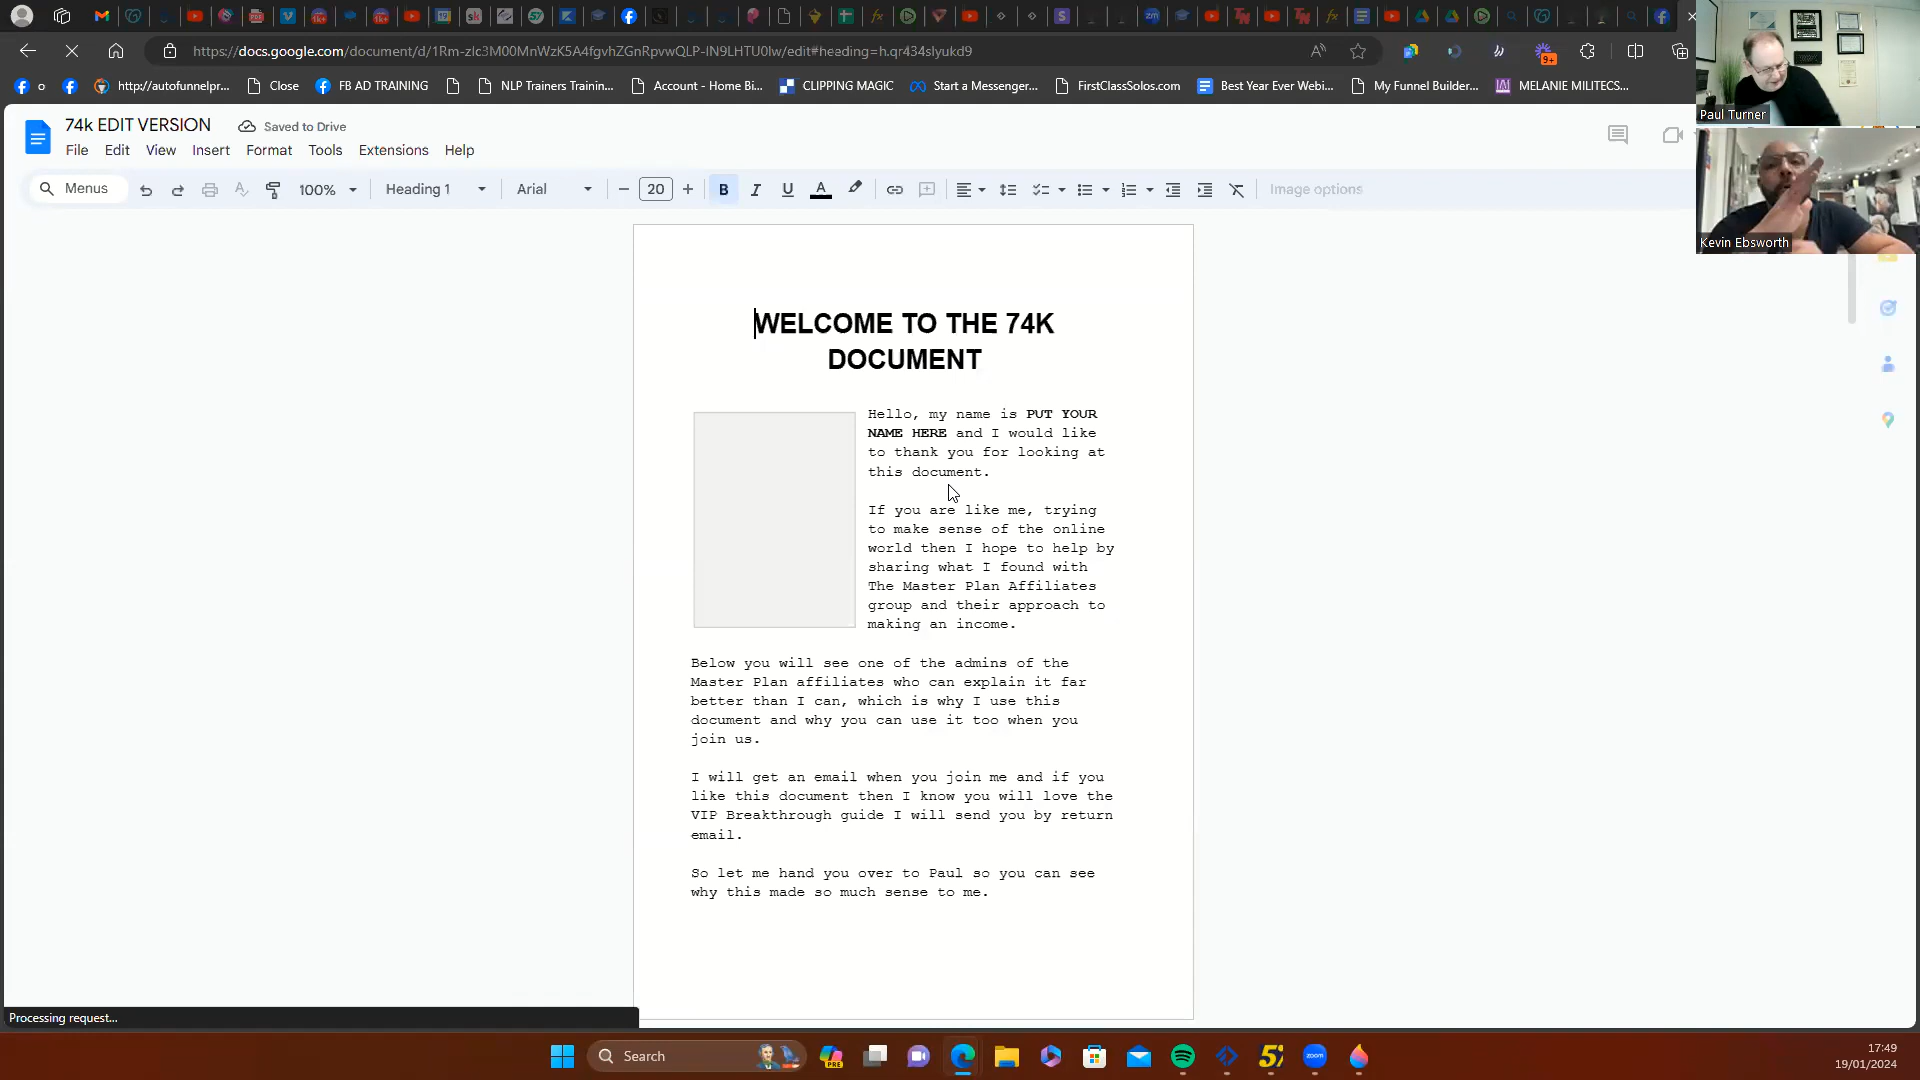 https://docs.google.com/document/d/1Rm-zlc3M00MnWzK5A4fgvhZGnRpvwQLP-IN9LHTU0lw/edit#heading=h.qr434slyukd9
9+
o
http://autofunnelpr...
Close
FB AD TRAINING
NLP Trainers Trainin...
Account - Home Bi...
CLIPPING MAGIC
Start a Messenger...
FirstClassSolos.com
Best Year Ever Webi...
My Funnel Builder...
MELANIE MILITECS...
Paul Turner
Kevin Ebsworth
74k EDIT VERSION
Saved to Drive
File Edit View Insert Format Tools Extensions Help
Menus
100%
Heading 1
Arial
20
B I U A
Image options
WELCOME TO THE 74K
DOCUMENT
Hello, my name is PUT YOUR
NAME HERE and I would like
to thank you for looking at
this document.
If you are like me, trying
to make sense of the online
world then I hope to help by
sharing what I found with
The Master Plan Affiliates
group and their approach to
making an income.
Below you will see one of the admins of the
Master Plan affiliates who can explain it far
better than I can, which is why I use this
document and why you can use it too when you
join us.
I will get an email when you join me and if you
like this document then I know you will love the
VIP Breakthrough guide I will send you by return
email.
So let me hand you over to Paul so you can see
why this made so much sense to me.
Processing request...
Search
PRE
zoom
17:49
19/01/2024